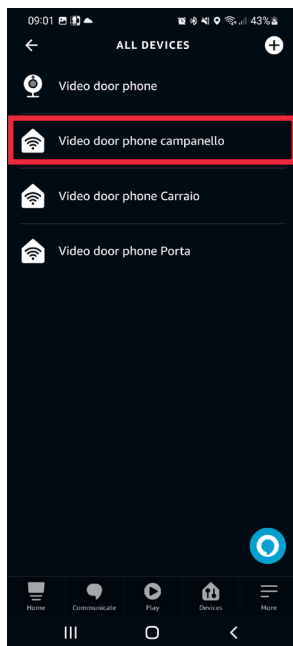 09:01 43%
ALL DEVICES
Video door phone
Video door phone campanello
Video door phone Carraio
Video door phone Porta
Home Communicate Play Devices More